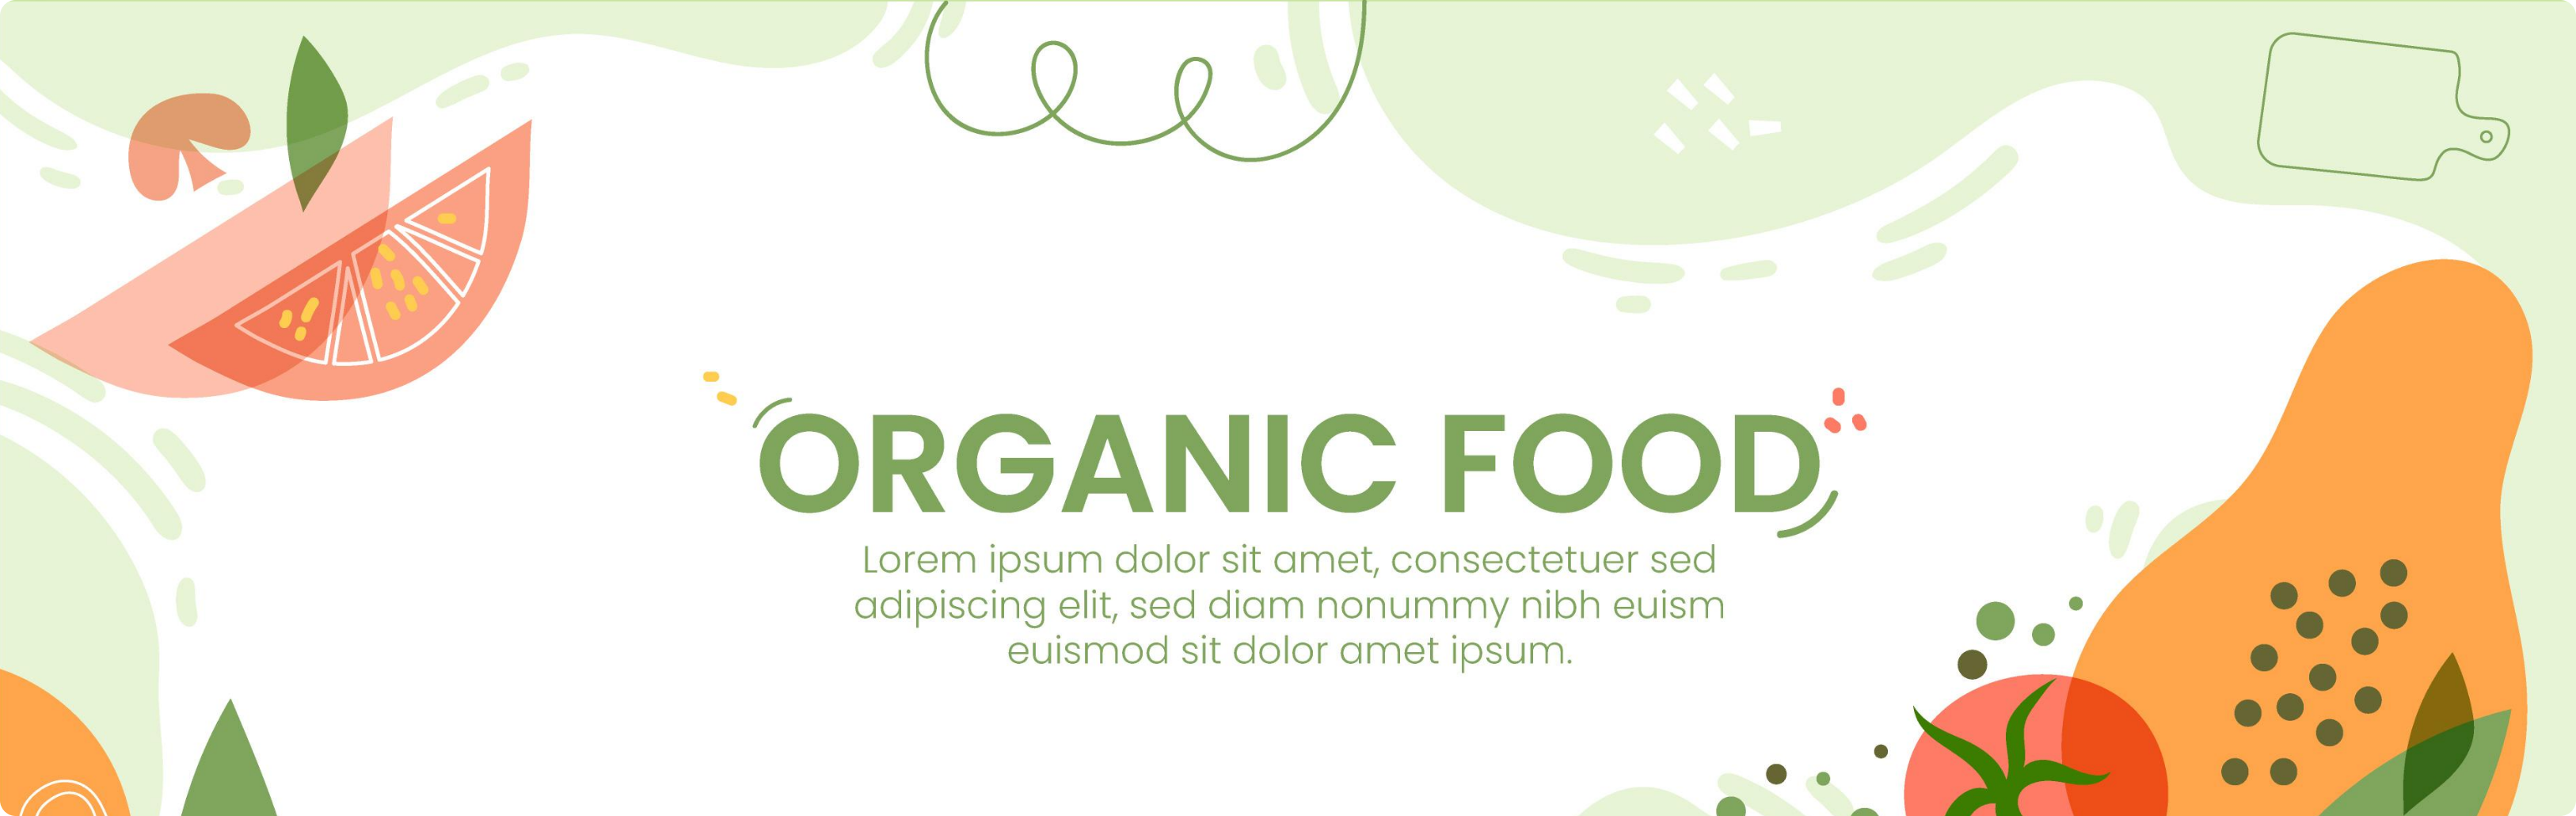 ORGANIC FOOD
Lorem ipsum dolor sit amet, consectetuer sed
adipiscing elit, sed diam nonummy nibh euism
euismod sit dolor amet ipsum.